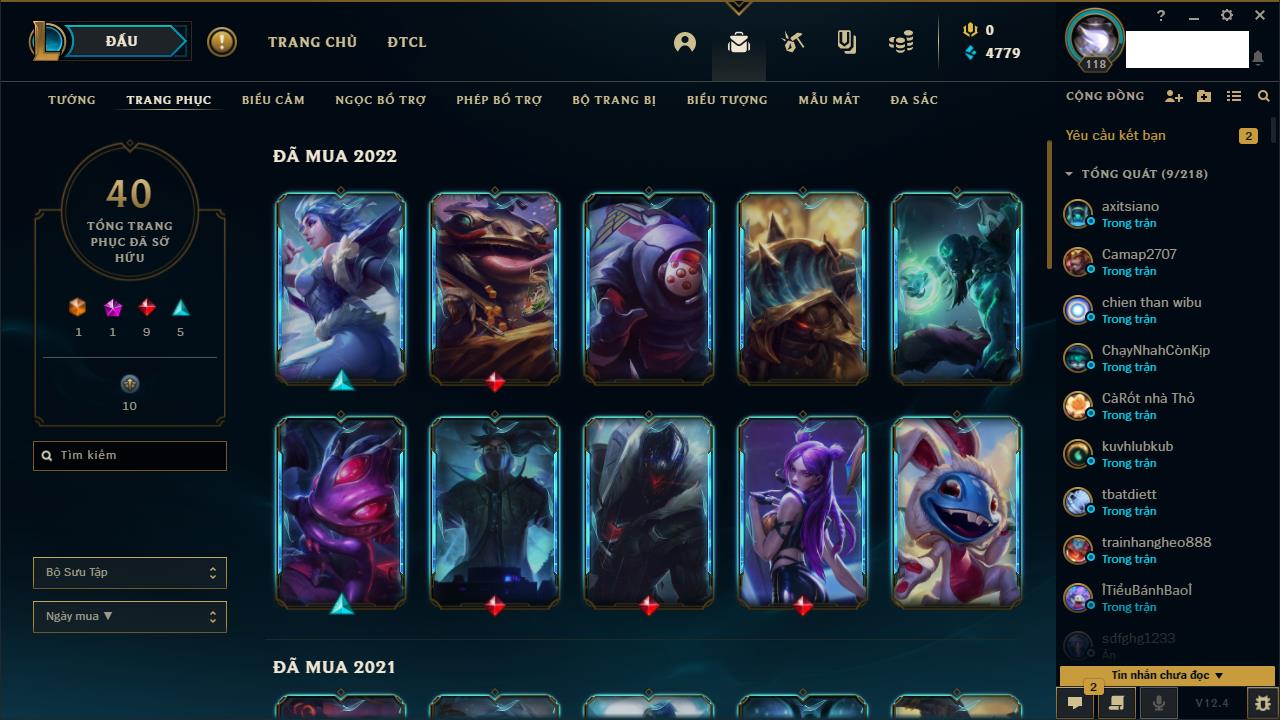 ĐẤU
TRANG CHỦ
ĐTCL
0
4779
118
?
TƯỚNG
TRANG PHỤC
BIỂU CẢM
NGỌC BỔ TRỢ
PHÉP BỔ TRỢ
BỘ TRANG BỊ
BIỂU TƯỢNG
MẪU MẮT
ĐA SẮC
40
TỔNG TRANG
PHỤC ĐÃ SỞ
HỮU
1
1
9
5
10
Tìm kiếm
Bộ Sưu Tập
Ngày mua ▼
ĐÃ MUA 2022
ĐÃ MUA 2021
CỘNG ĐỒNG
Yêu cầu kết bạn
2
TỔNG QUÁT (9/218)
axitsiano
Trong trận
Camap2707
Trong trận
chien than wibu
Trong trận
ChạyNhahCònKịp
Trong trận
CàRốt nhà Thỏ
Trong trận
kuvhlubkub
Trong trận
tbatdiett
Trong trận
trainhangheo888
Trong trận
ÎTiểuBánhBaoÎ
Trong trận
sdfghg1233
Ẩn
Tin nhắn chưa đọc ▼
2
V12.4